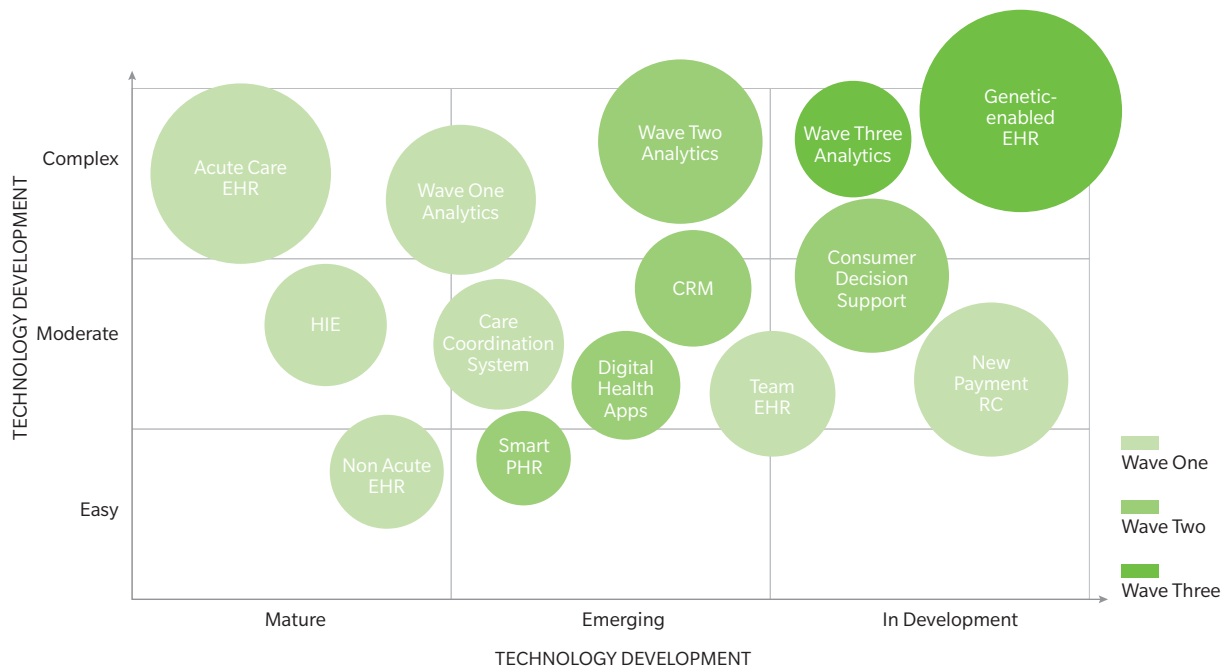 TECHNOLOGY DEVELOPMENT
Complex
Moderate
Easy
Acute Care
EHR
Wave One
Analytics
Wave Two
Analytics
Wave Three
Analytics
Genetic-
enabled
EHR
HIE
Care
Coordination
System
CRM
Consumer
Decision
Support
Digital
Health
Apps
Team
EHR
New
Payment
RC
Non Acute
EHR
Smart
PHR
Wave One
Wave Two
Wave Three
Mature
Emerging
In Development
TECHNOLOGY DEVELOPMENT